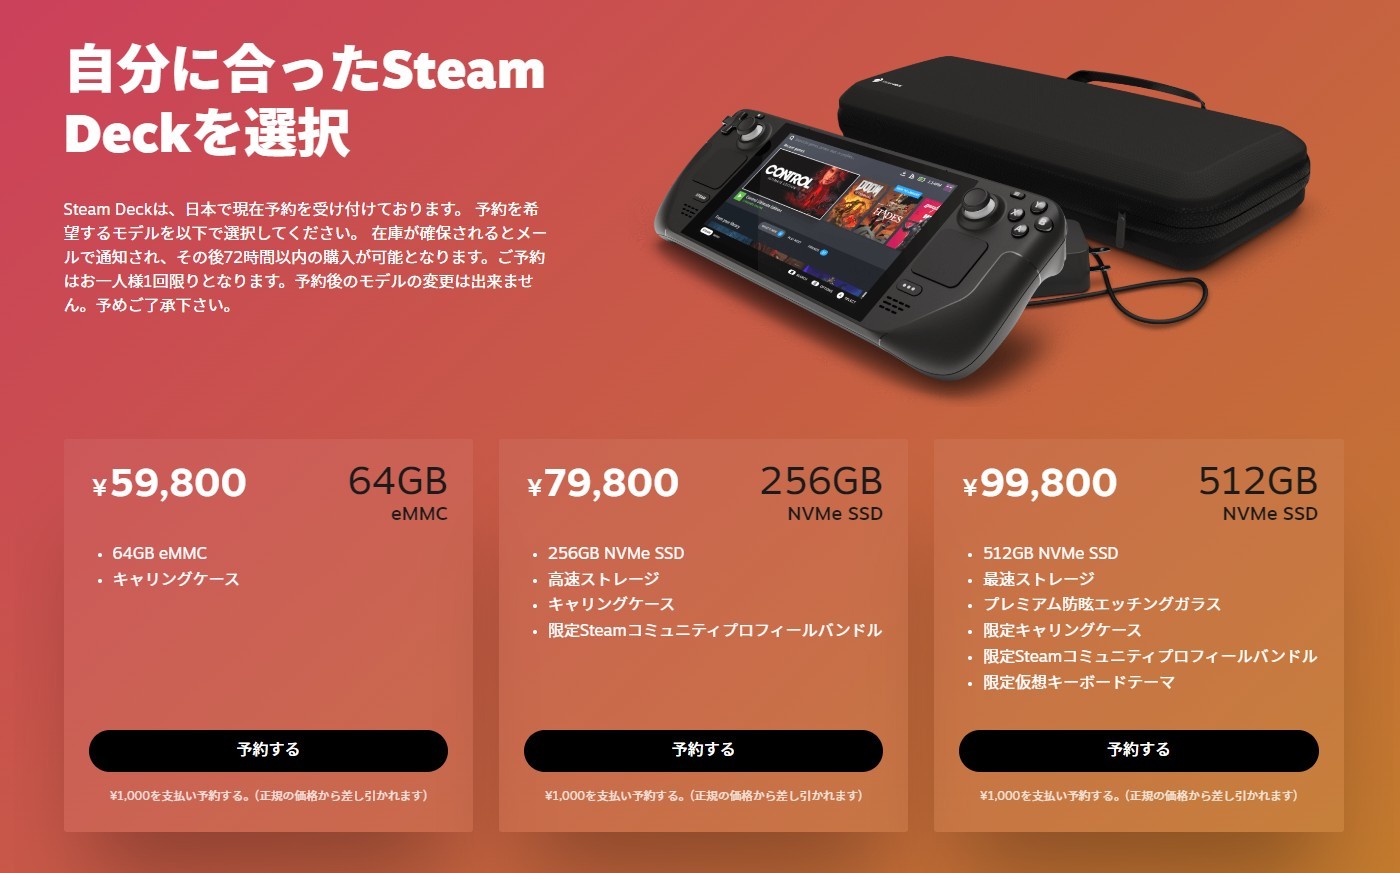 自分に合ったSteam
Deckを選択
Steam Deckは、日本で現在予約を受け付けております。 予約を希
望するモデルを以下で選択してください。 在庫が確保されるとメー
ルで通知され、その後72時間以内の購入が可能となります。ご予約
はお一人様1回限りとなります。予約後のモデルの変更は出来ませ
ん。予めご了承下さい。
CONTROL
DOOM
HADES
¥59,800
64GB
eMMC
• 64GB eMMC
• キャリングケース
予約する
¥1,000を支払い予約する。(正規の価格から差し引かれます)
¥79,800
256GB
NVMe SSD
• 256GB NVMe SSD
• 高速ストレージ
• キャリングケース
• 限定Steamコミュニティプロフィールバンドル
予約する
¥1,000を支払い予約する。(正規の価格から差し引かれます)
¥99,800
512GB
NVMe SSD
• 512GB NVMe SSD
• 最速ストレージ
• プレミアム防眩エッチングガラス
• 限定キャリングケース
• 限定Steamコミュニティプロフィールバンドル
• 限定仮想キーボードテーマ
予約する
¥1,000を支払い予約する。(正規の価格から差し引かれます)